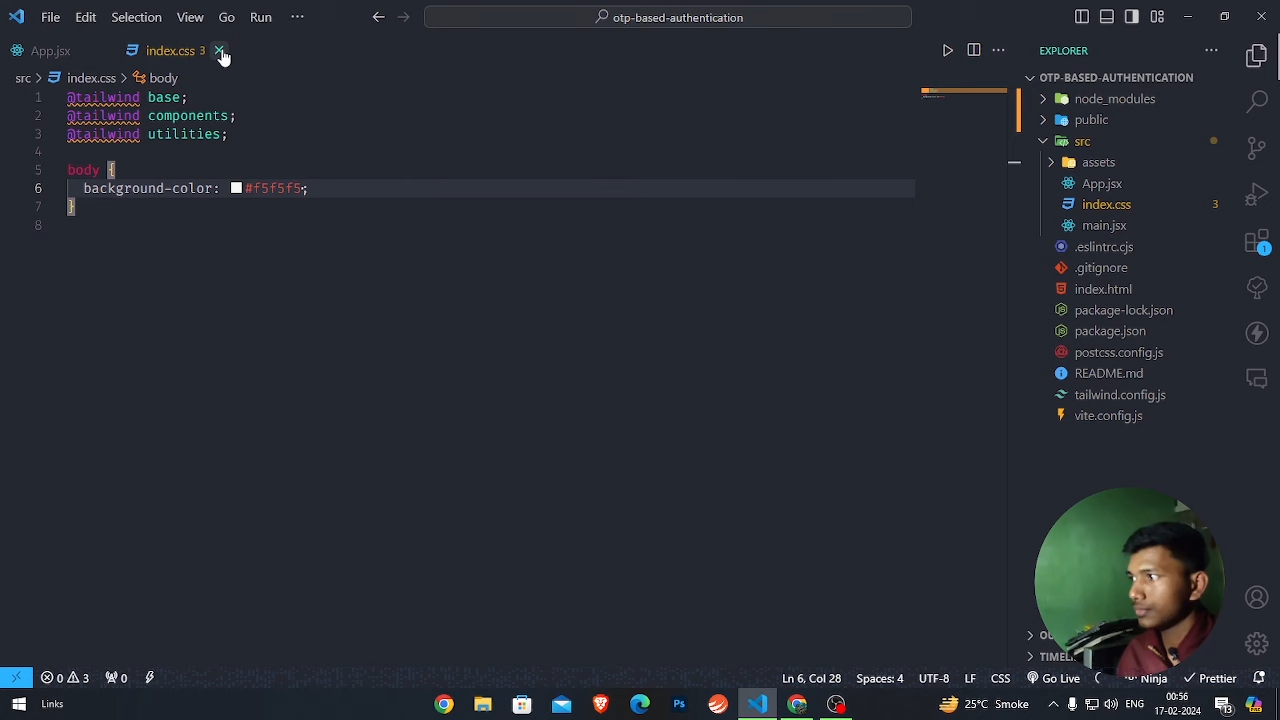 File Edit Selection View Go Run ···
otp-based-authentication
App.jsx
index.css 3
src > index.css > body
1 @tailwind base;
2 @tailwind components;
3 @tailwind utilities;
4
5 body {
6 background-color: #f5f5f5;
7 }
8
EXPLORER
OTP-BASED-AUTHENTICATION
node_modules
public
src
assets
App.jsx
index.css 3
main.jsx
.eslintrc.cjs
.gitignore
index.html
package-lock.json
package.json
postcss.config.js
README.md
tailwind.config.js
vite.config.js
1
OU
TIMEL
0 3 0
Ln 6, Col 28 Spaces: 4 UTF-8 LF CSS Go Live Ninja Prettier
Links
25°C Smoke
ENG
00:56
17-02-2024